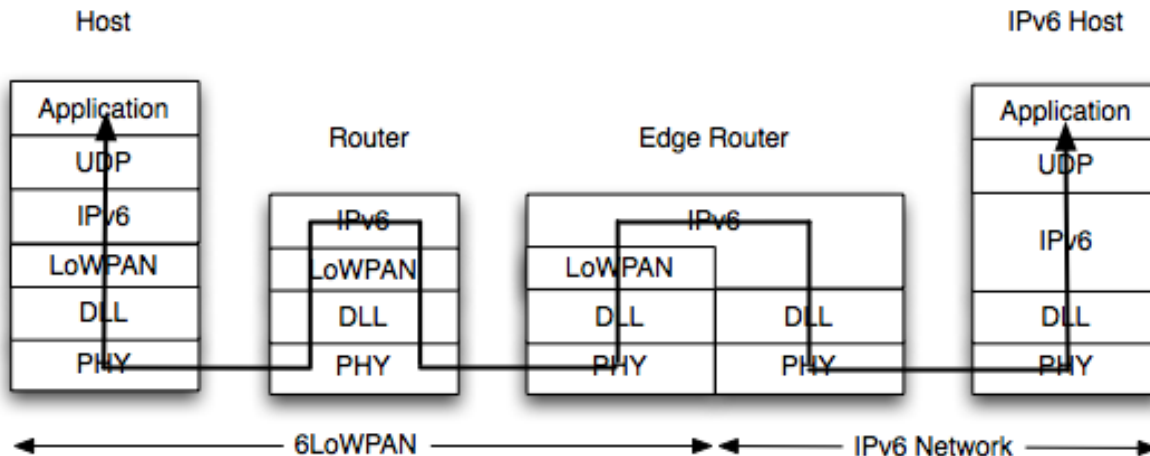 Host
IPv6 Host
Application
UDP
IPv6
LoWPAN
DLL
PHY
Router
IPv6
LoWPAN
DLL
PHY
Edge Router
IPv6
LoWPAN
DLL
DLL
PHY
PHY
Application
UDP
IPv6
DLL
PHY
6LoWPAN
IPv6 Network